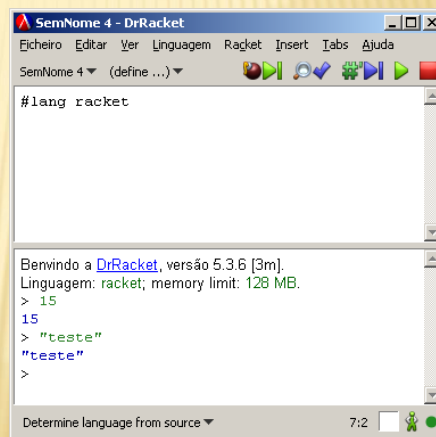 SemNome 4 - DrRacket
Ficheiro Editar Ver Linguagem Racket Insert Tabs Ajuda
SemNome 4 (define ...)
#lang racket
Benvindo a DrRacket, versão 5.3.6 [3m].
Linguagem: racket; memory limit: 128 MB.
> 15
15
> "teste"
"teste"
>
Determine language from source 7:2